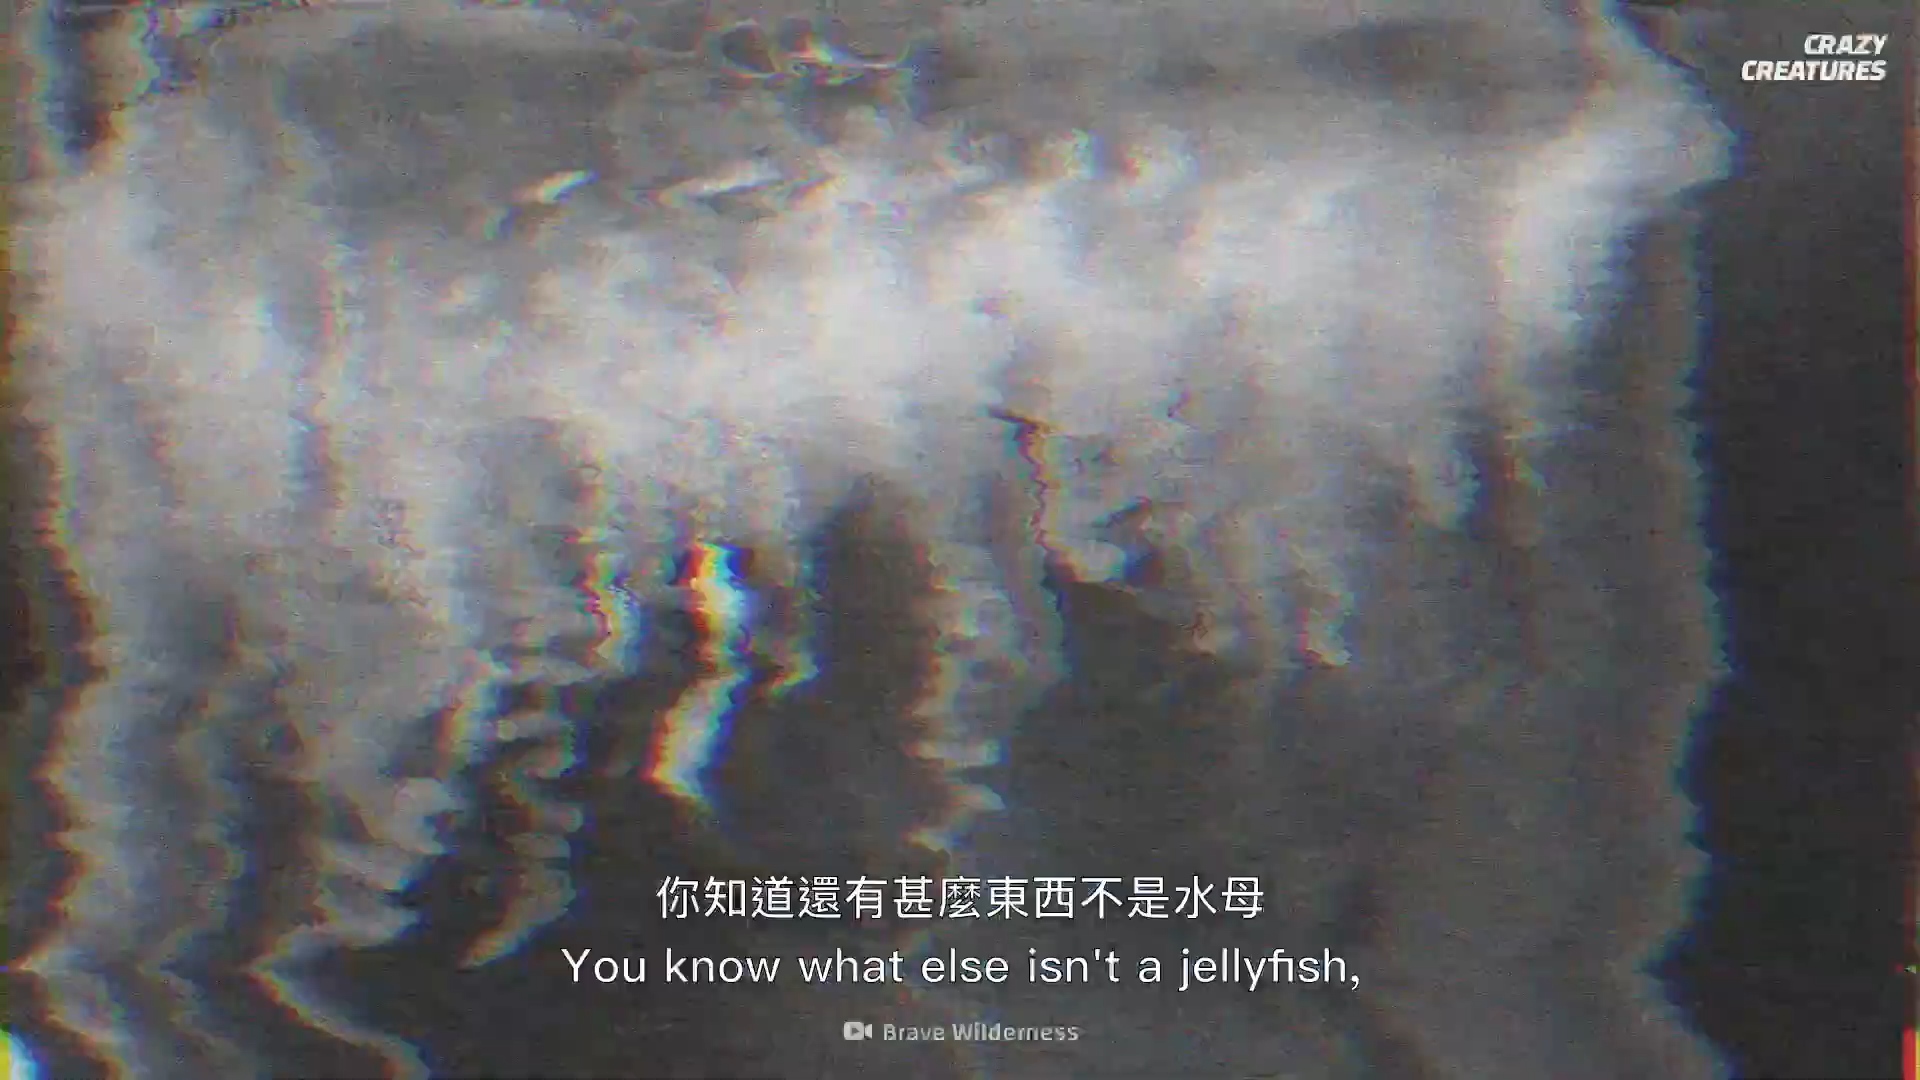 CRAZY
CREATURES
你知道還有甚麼東西不是水母
You know what else isn't a jellyfish,
Brave Wilderness